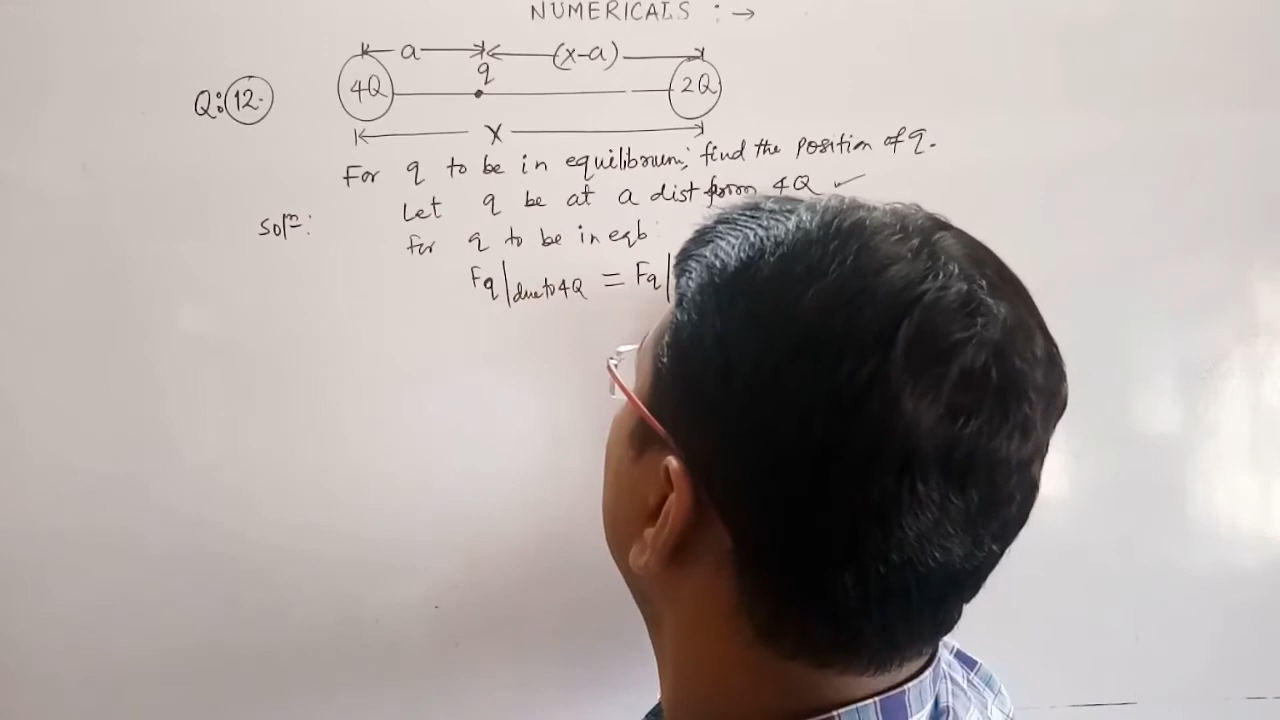 NUMERICALS : →
a (x-a)
q
Q: 12. 4Q 2Q
X
For q to be in equilibrium; find the position of q.
Soln: Let q be at a dist from 4Q ✓
for q to be in eqb:
Fq|due to 4Q = Fq|